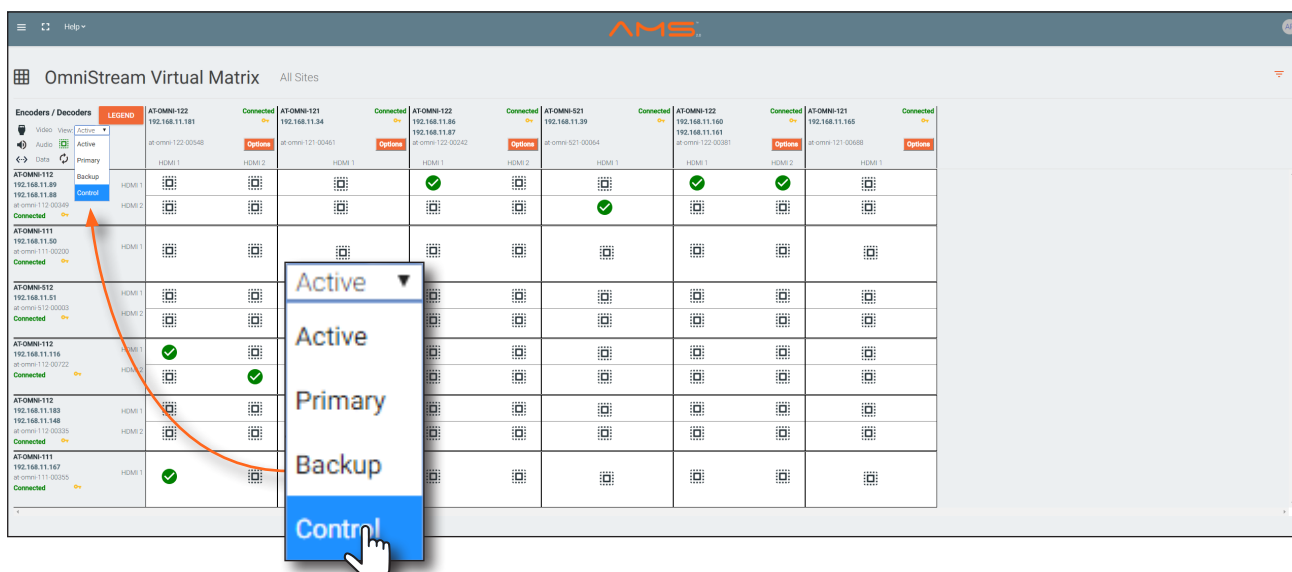 Help
AMS
OmniStream Virtual Matrix All Sites
Encoders / Decoders LEGEND
Video View: Active
Audio
Data
Active
Primary
Backup
Control
AT-OMNI-122 Connected
192.168.11.181
at-omni-122-00548 Options
HDMI 1 HDMI 2
AT-OMNI-121 Connected
192.168.11.34
at-omni-121-00461 Options
HDMI 1
AT-OMNI-122 Connected
192.168.11.86
192.168.11.87
at-omni-122-00242 Options
HDMI 1 HDMI 2
AT-OMNI-521 Connected
192.168.11.39
at-omni-521-00064 Options
HDMI 1
AT-OMNI-122 Connected
192.168.11.160
192.168.11.161
at-omni-122-00381 Options
HDMI 1 HDMI 2
AT-OMNI-121 Connected
192.168.11.165
at-omni-121-00688 Options
HDMI 1
AT-OMNI-112
192.168.11.89 HDMI 1
192.168.11.88
at-omni-112-00349 HDMI 2
Connected
AT-OMNI-111
192.168.11.50 HDMI 1
at-omni-111-00200
Connected
AT-OMNI-512
192.168.11.51 HDMI 1
at-omni-512-00003
Connected HDMI 2
AT-OMNI-112
192.168.11.116 HDMI 1
at-omni-112-00722
Connected HDMI 2
AT-OMNI-112
192.168.11.183 HDMI 1
192.168.11.148
at-omni-112-00335 HDMI 2
Connected
AT-OMNI-111
192.168.11.167 HDMI 1
at-omni-111-00355
Connected
Active
Active
Primary
Backup
Control